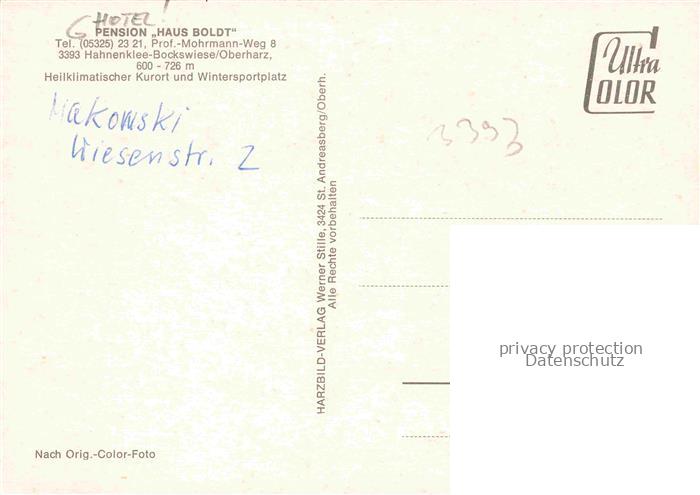 G HOTEL!
PENSION „HAUS BOLDT"
Tel. (05325) 23 21, Prof.-Mohrmann-Weg 8
3393 Hahnenklee-Bockswiese/Oberharz,
600 - 726 m
Heilklimatischer Kurort und Wintersportplatz
Makowski
Wiesenstr. 2
HARZBILD-VERLAG Werner Stille, 3424 St. Andreasberg/Oberh.
Alle Rechte vorbehalten
Ultra
COLOR
3393
privacy protection
Datenschutz
Nach Orig.-Color-Foto